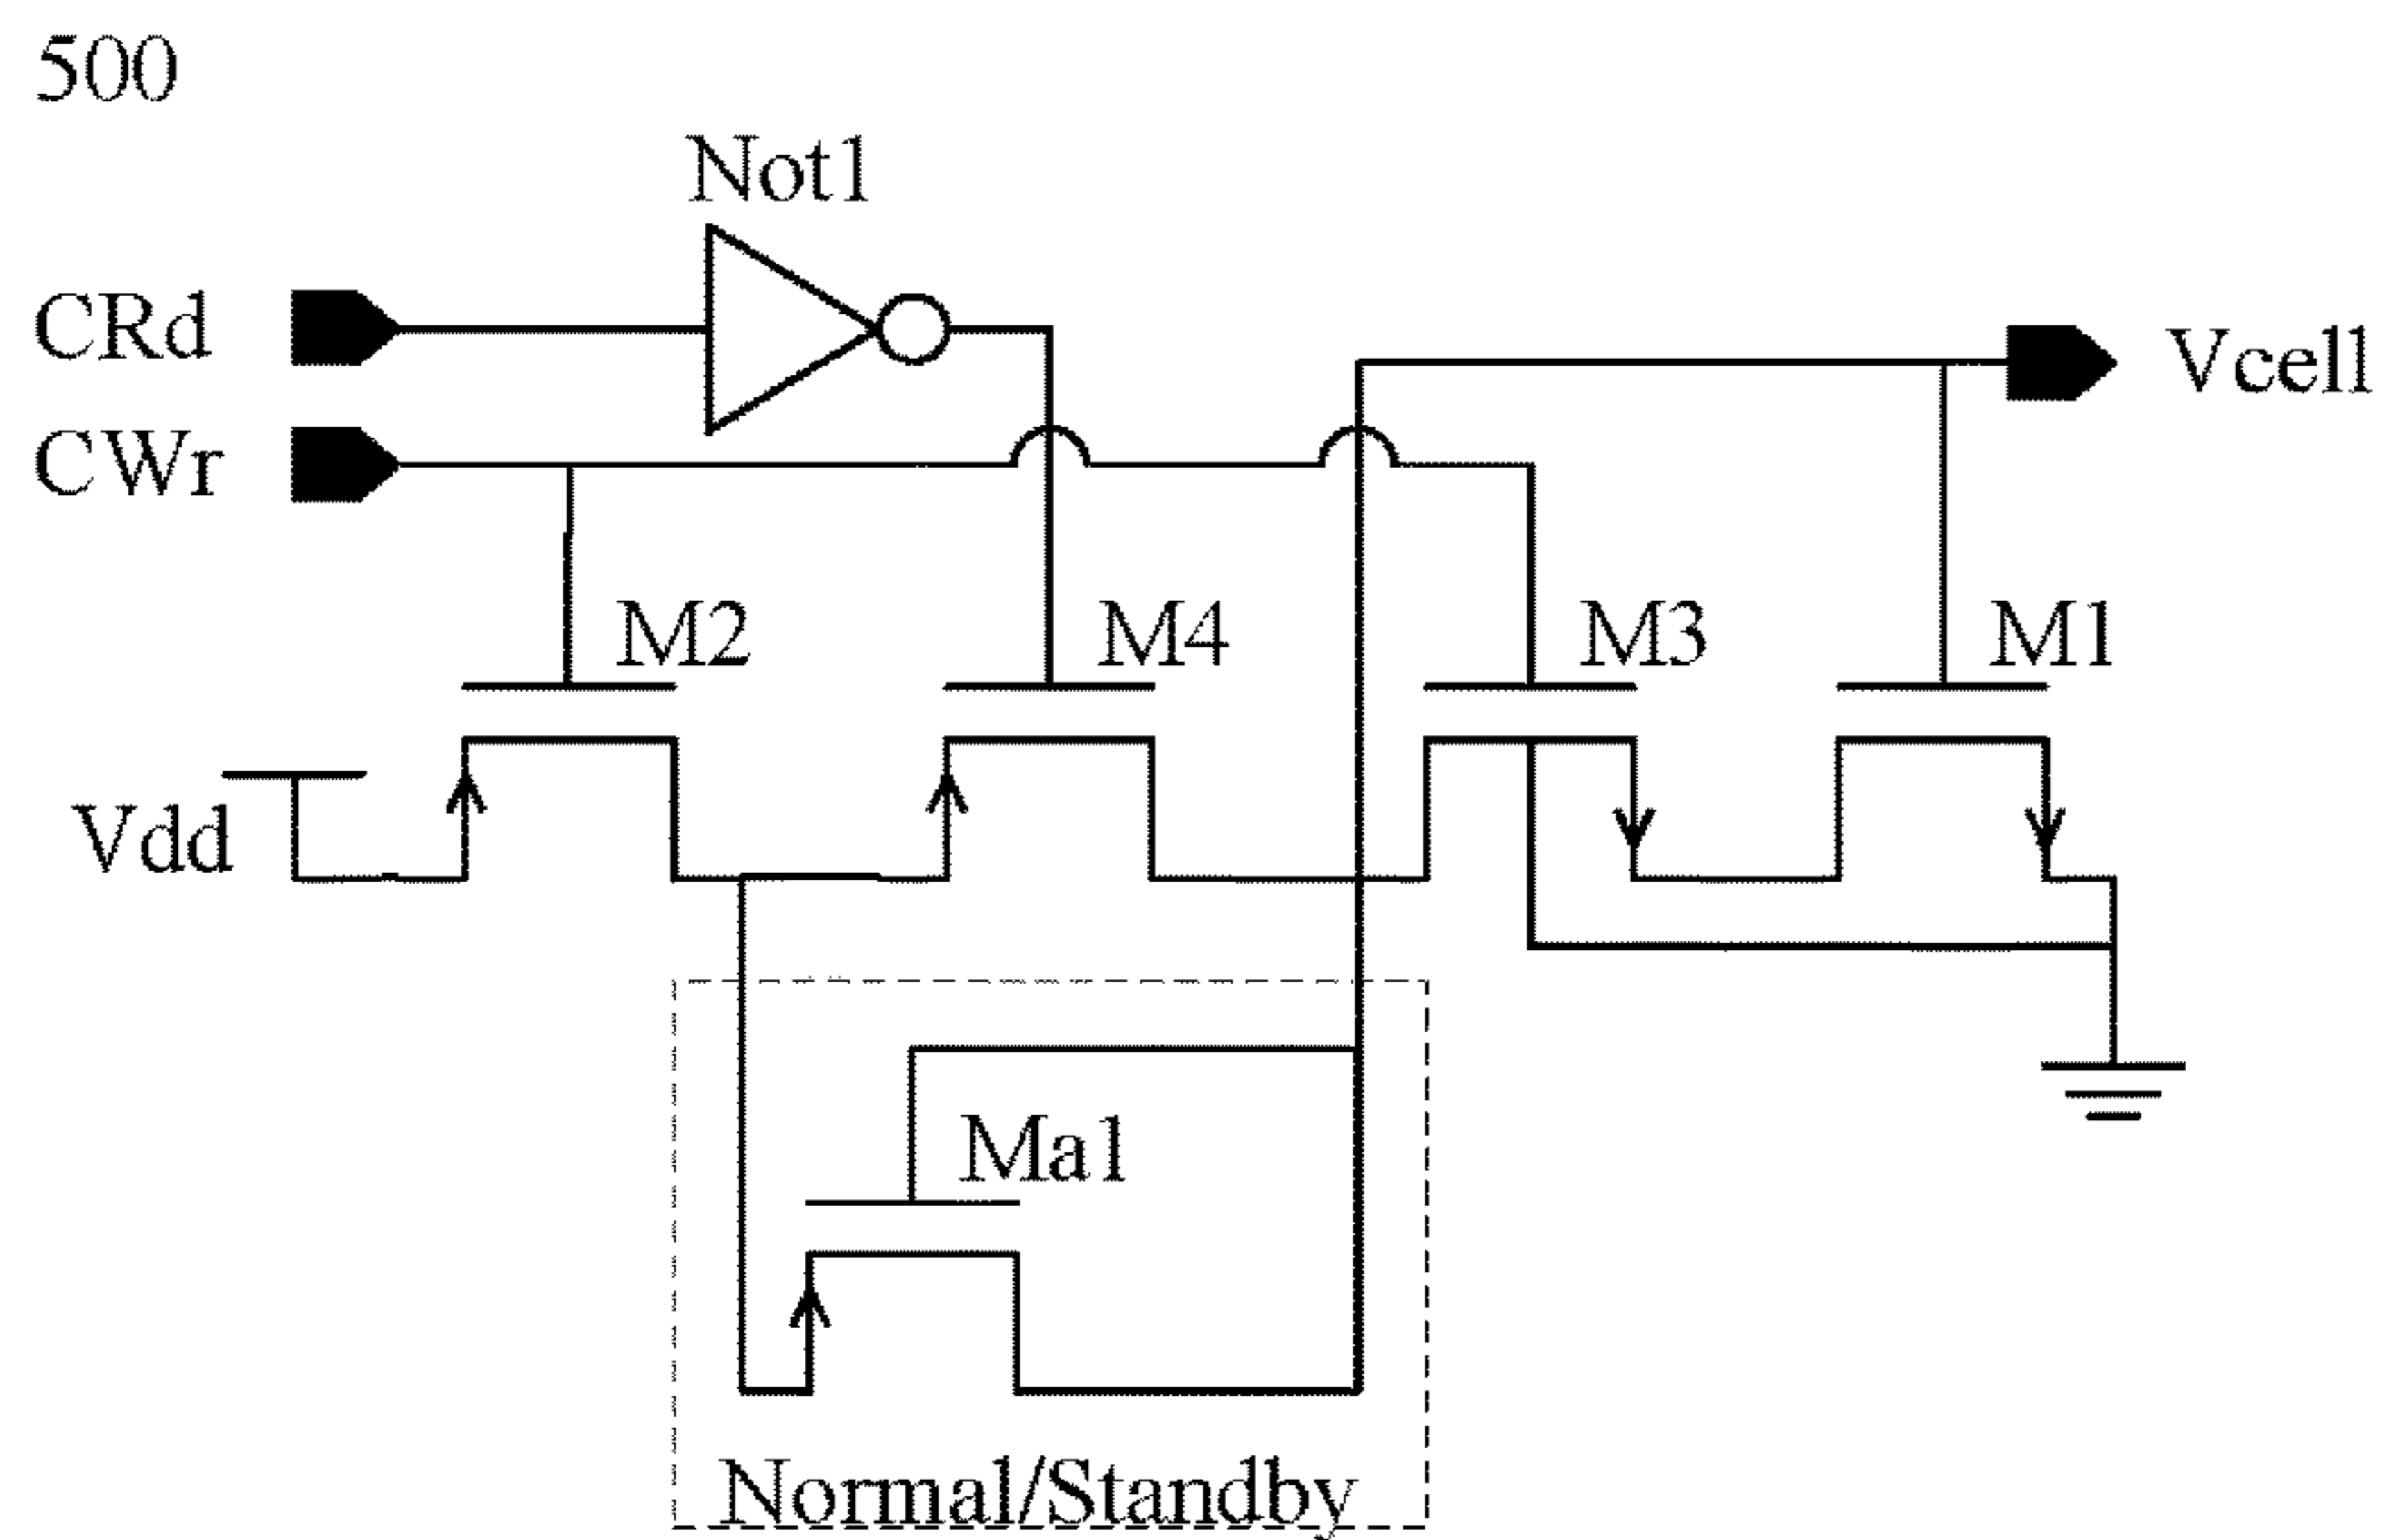 500
Not1
CRd
Vcell
CWr
M2
M4
M3
M1
Vdd
Ma1
Normal/Standby